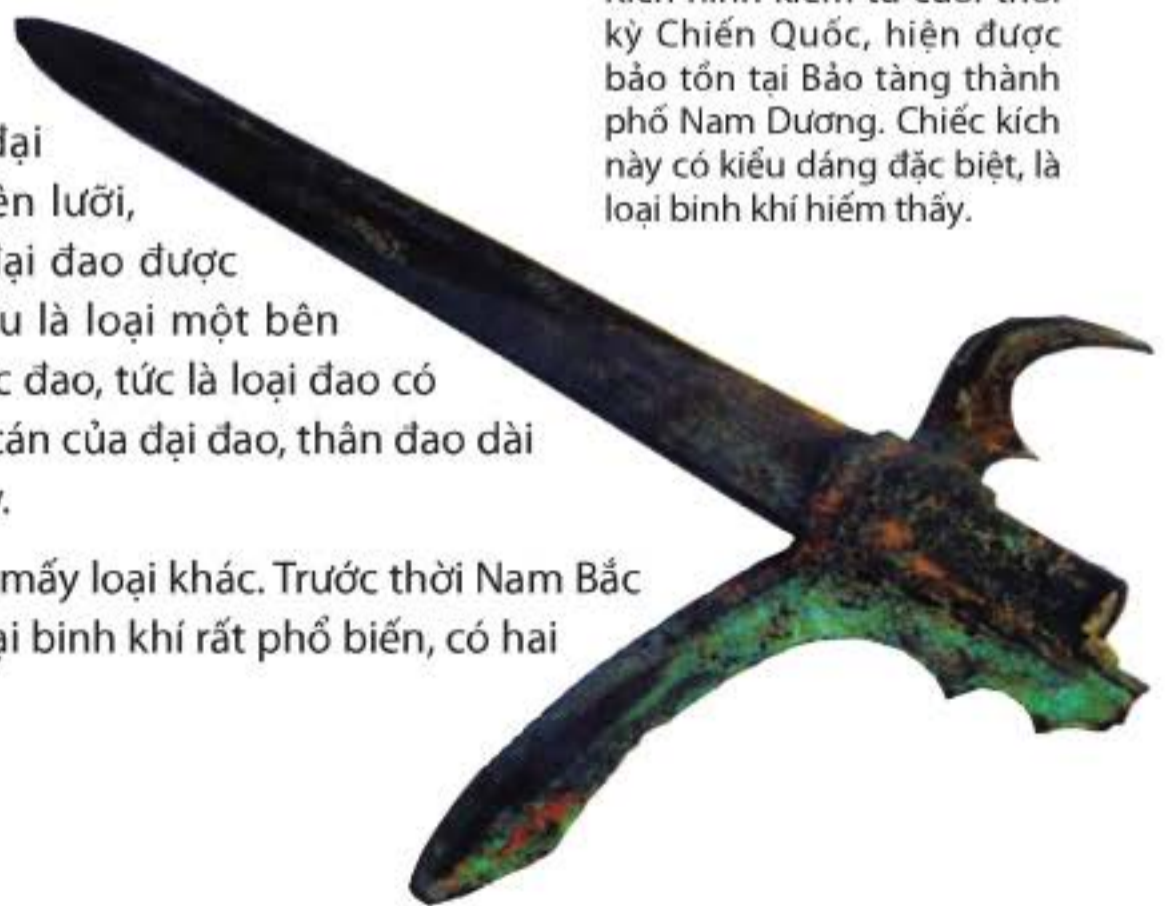 kỳ Chiến Quốc, hiện được
bảo tồn tại Bảo tàng thành
phố Nam Dương. Chiếc kích
này có kiểu dáng đặc biệt, là
loại binh khí hiếm thấy.
đại
ên lưỡi,
đại đao được
u là loại một bên
c đao, tức là loại đao có
cán của đại đao, thân đao dài
mấy loại khác. Trước thời Nam Bắc
ại binh khí rất phổ biến, có hai